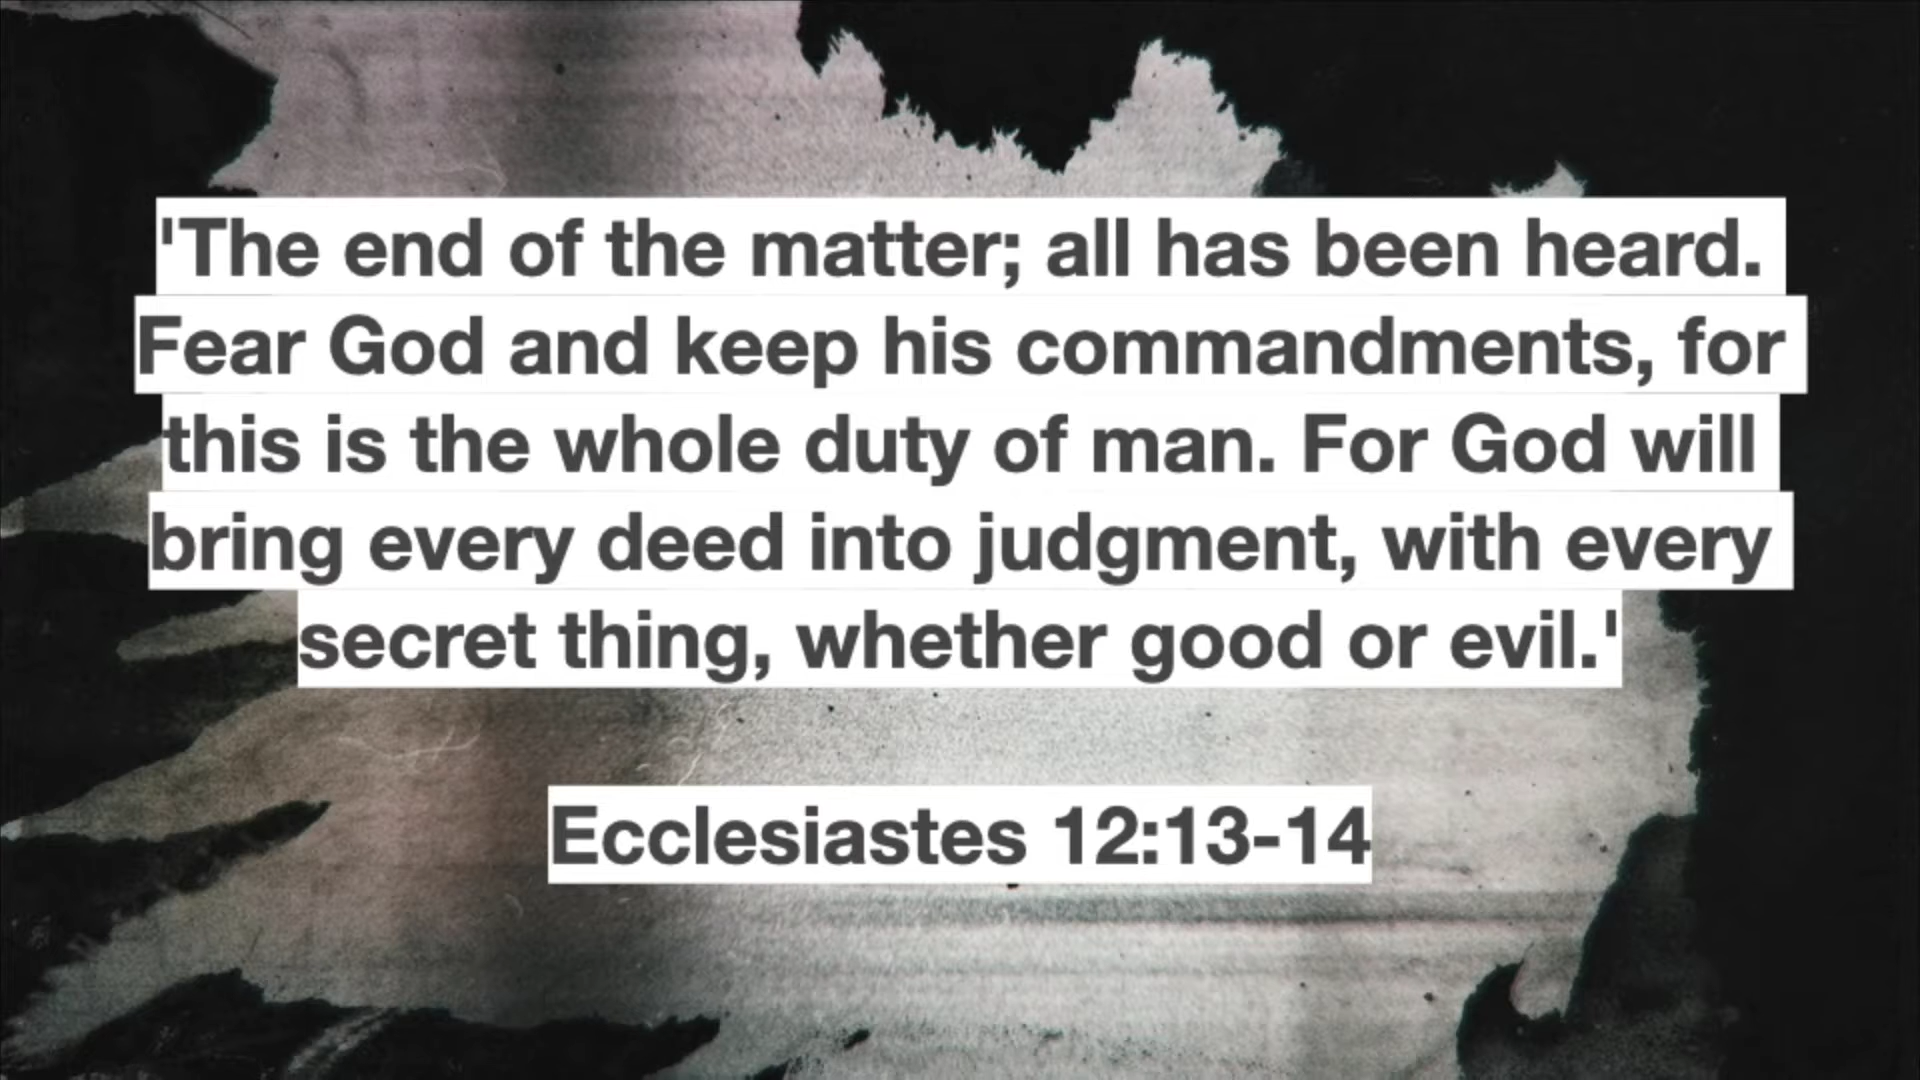 'The end of the matter; all has been heard.
Fear God and keep his commandments, for
this is the whole duty of man. For God will
bring every deed into judgment, with every
secret thing, whether good or evil.'
Ecclesiastes 12:13-14